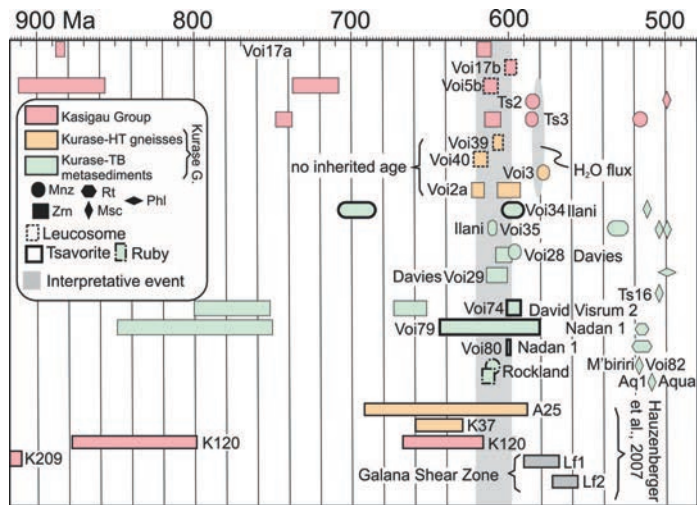 900 Ma 800 700 600 500
Voi17a
Voi17b
Voi5b
Ts2
Ts3
Kasigau Group
Kurase-HT gneisses
Kurase-TB
metasediments
Kurase G.
Mnz Rt Phl
Zrn Msc
Leucosome
Tsavorite Ruby
Interpretative event
no inherited age
Voi39
Voi40
Voi3
H₂O flux
Voi2a
Voi34 Ilani
Ilani Voi35
Voi28 Davies
Davies Voi29
Ts16
Voi74 David Visrum 2
Voi79 Nadan 1
Voi80 Nadan 1
M'biriri Voi82
Rockland
Aq1 Aqua
A25
K37
K120 K120
K209
Galana Shear Zone
Lf1
Lf2
Hauzenberger
et al., 2007